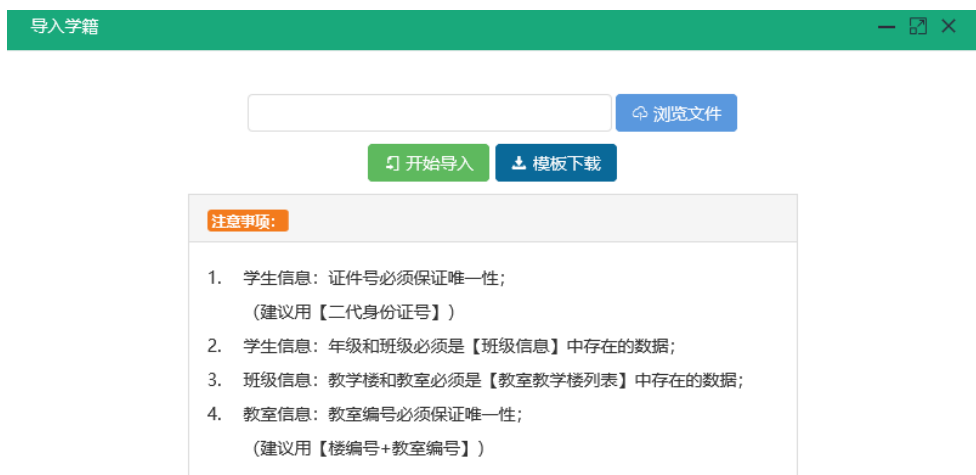 导入学籍
浏览文件
开始导入 模板下载
注意事项：
1. 学生信息：证件号必须保证唯一性；
（建议用【二代身份证号】）
2. 学生信息：年级和班级必须是【班级信息】中存在的数据；
3. 班级信息：教学楼和教室必须是【教室教学楼列表】中存在的数据；
4. 教室信息：教室编号必须保证唯一性；
（建议用【楼编号+教室编号】）